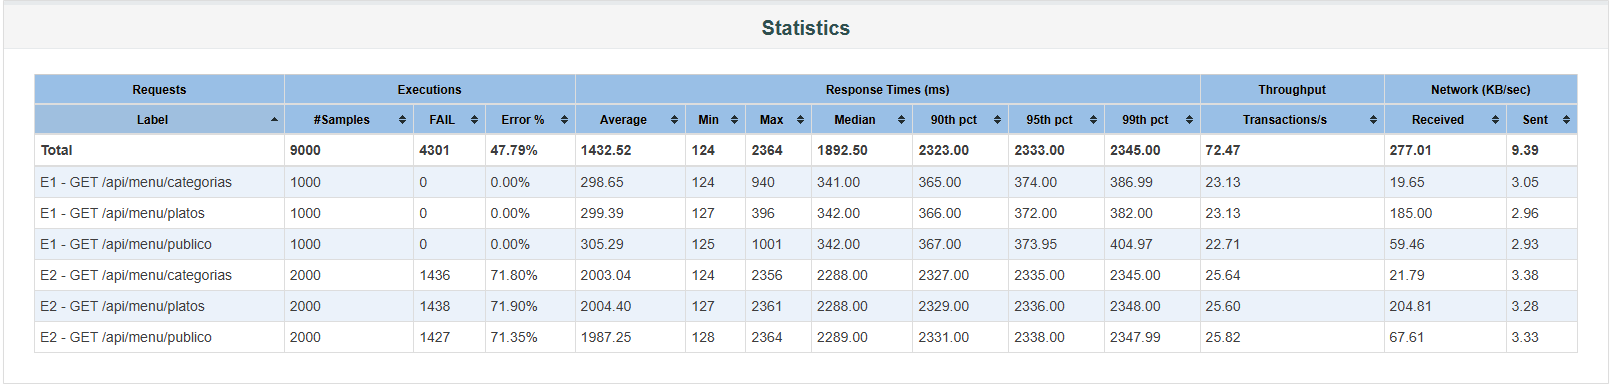 Statistics
Requests Executions Response Times (ms) Throughput Network (KB/sec)
Label #Samples FAIL Error % Average Min Max Median 90th pct 95th pct 99th pct Transactions/s Received Sent
Total 9000 4301 47.79% 1432.52 124 2364 1892.50 2323.00 2333.00 2345.00 72.47 277.01 9.39
E1 - GET /api/menu/categorias 1000 0 0.00% 298.65 124 940 341.00 365.00 374.00 386.99 23.13 19.65 3.05
E1 - GET /api/menu/platos 1000 0 0.00% 299.39 127 396 342.00 366.00 372.00 382.00 23.13 185.00 2.96
E1 - GET /api/menu/publico 1000 0 0.00% 305.29 125 1001 342.00 367.00 373.95 404.97 22.71 59.46 2.93
E2 - GET /api/menu/categorias 2000 1436 71.80% 2003.04 124 2356 2288.00 2327.00 2335.00 2345.00 25.64 21.79 3.38
E2 - GET /api/menu/platos 2000 1438 71.90% 2004.40 127 2361 2288.00 2329.00 2336.00 2348.00 25.60 204.81 3.28
E2 - GET /api/menu/publico 2000 1427 71.35% 1987.25 128 2364 2289.00 2331.00 2338.00 2347.99 25.82 67.61 3.33